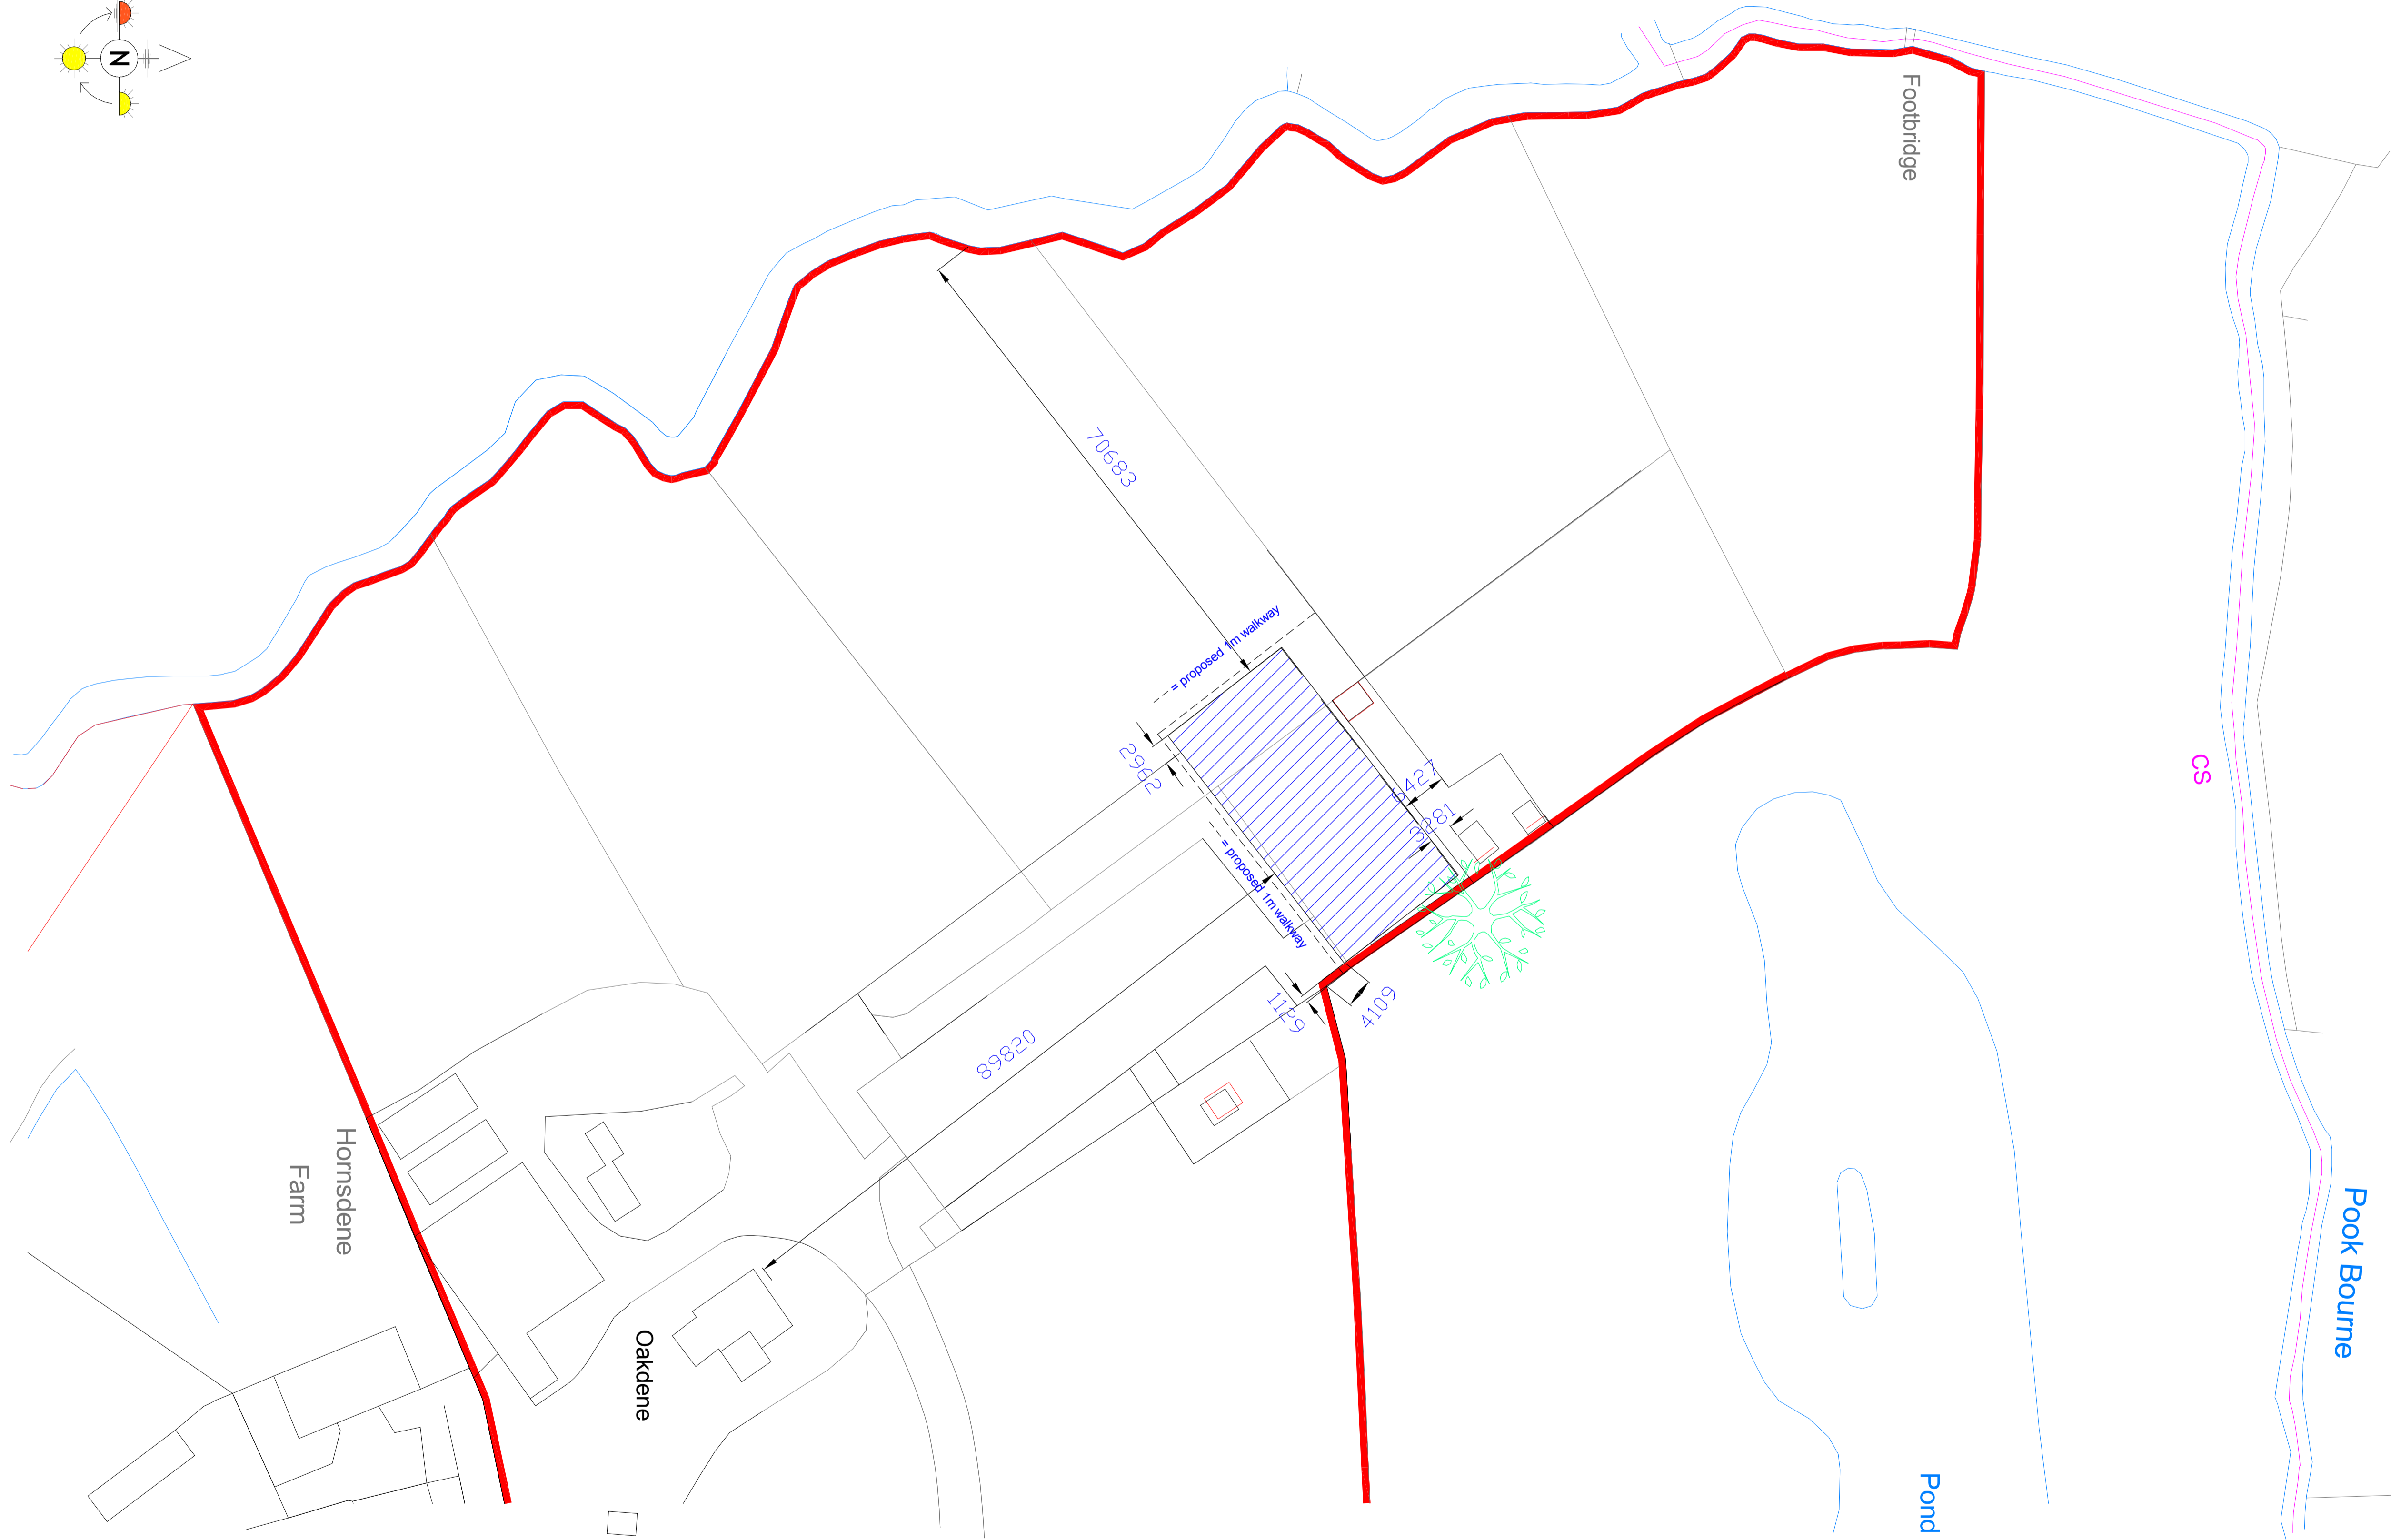 N
Footbridge
70683
= proposed 1m walkway
2962
6427
3281
cs
= proposed 1m walkway
1129
4109
89820
Hornsdene
Farm
Oakdene
Pook Bourne
Pond